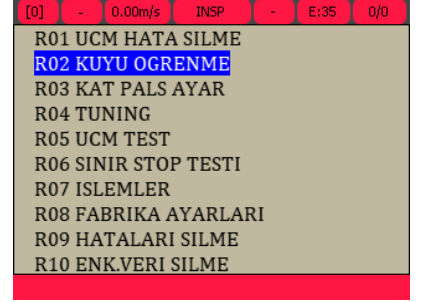 [0] - 0.00m/s INSP - E:35 0/0
R01 UCM HATA SILME
R02 KUYU OGRENME
R03 KAT PALS AYAR
R04 TUNING
R05 UCM TEST
R06 SINIR STOP TESTI
R07 ISLEMLER
R08 FABRIKA AYARLARI
R09 HATALARI SILME
R10 ENK.VERI SILME